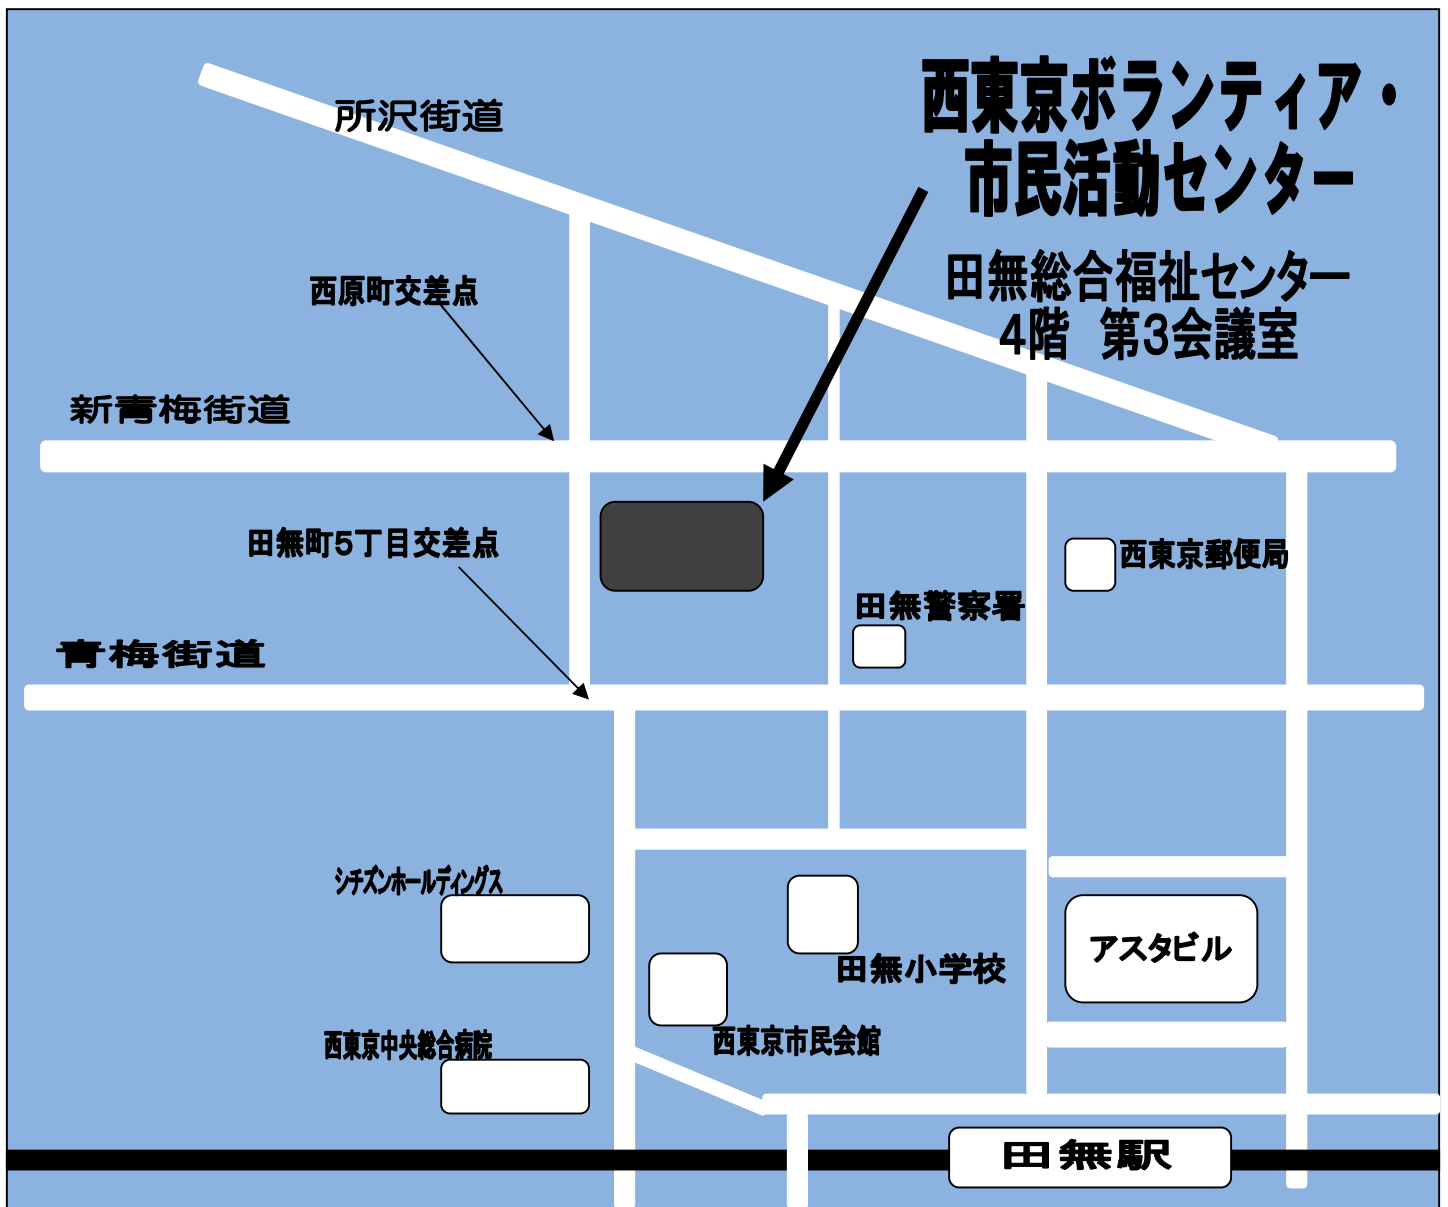 西東京ボランティア・
市民活動センター
所沢街道
田無総合福祉センター
4階　第3会議室
西原町交差点
新青梅街道
田無町5丁目交差点
西東京郵便局
田無警察署
青梅街道
シチズンホールディングス
アスタビル
田無小学校
西東京市民会館
西東京中央総合病院
田無駅